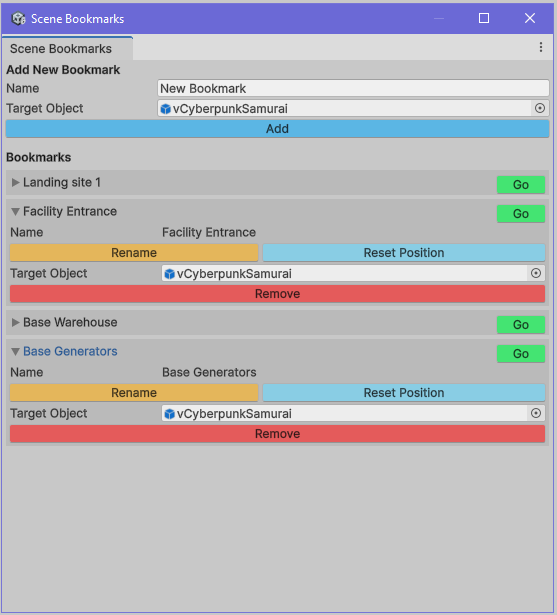 Scene Bookmarks
Scene Bookmarks
Add New Bookmark
Name New Bookmark
Target Object vCyberpunkSamurai
Add
Bookmarks
Landing site 1 Go
Facility Entrance Go
Name Facility Entrance
Rename Reset Position
Target Object vCyberpunkSamurai
Remove
Base Warehouse Go
Base Generators Go
Name Base Generators
Rename Reset Position
Target Object vCyberpunkSamurai
Remove